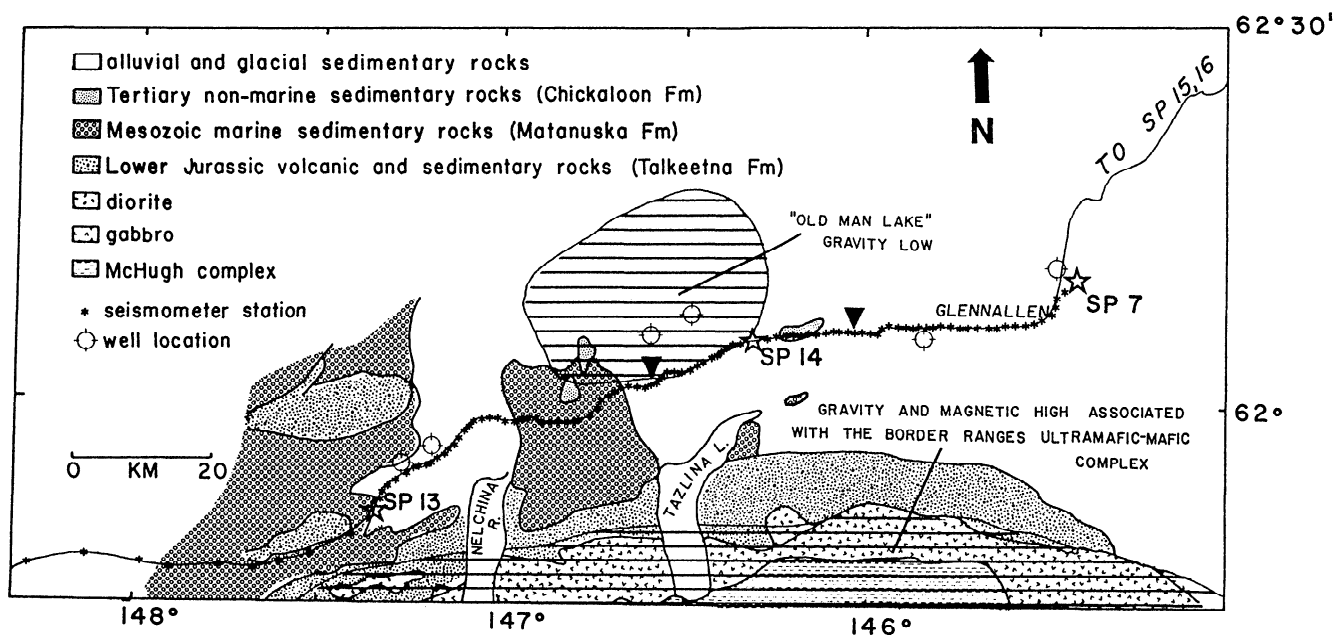 62°30'
alluvial and glacial sedimentary rocks
Tertiary non-marine sedimentary rocks (Chickaloon Fm)
Mesozoic marine sedimentary rocks (Matanuska Fm)
Lower Jurassic volcanic and sedimentary rocks (Talkeetna Fm)
diorite
gabbro
McHugh complex
seismometer station
well location
N
TO SP 15,16
"OLD MAN LAKE"
GRAVITY LOW
GLENNALLEN
SP 7
SP 14
62°
GRAVITY AND MAGNETIC HIGH ASSOCIATED
WITH THE BORDER RANGES ULTRAMAFIC-MAFIC
COMPLEX
0 20
KM
SP 13
NELCHINA
R.
TAZLINA L.
148°
147°
146°